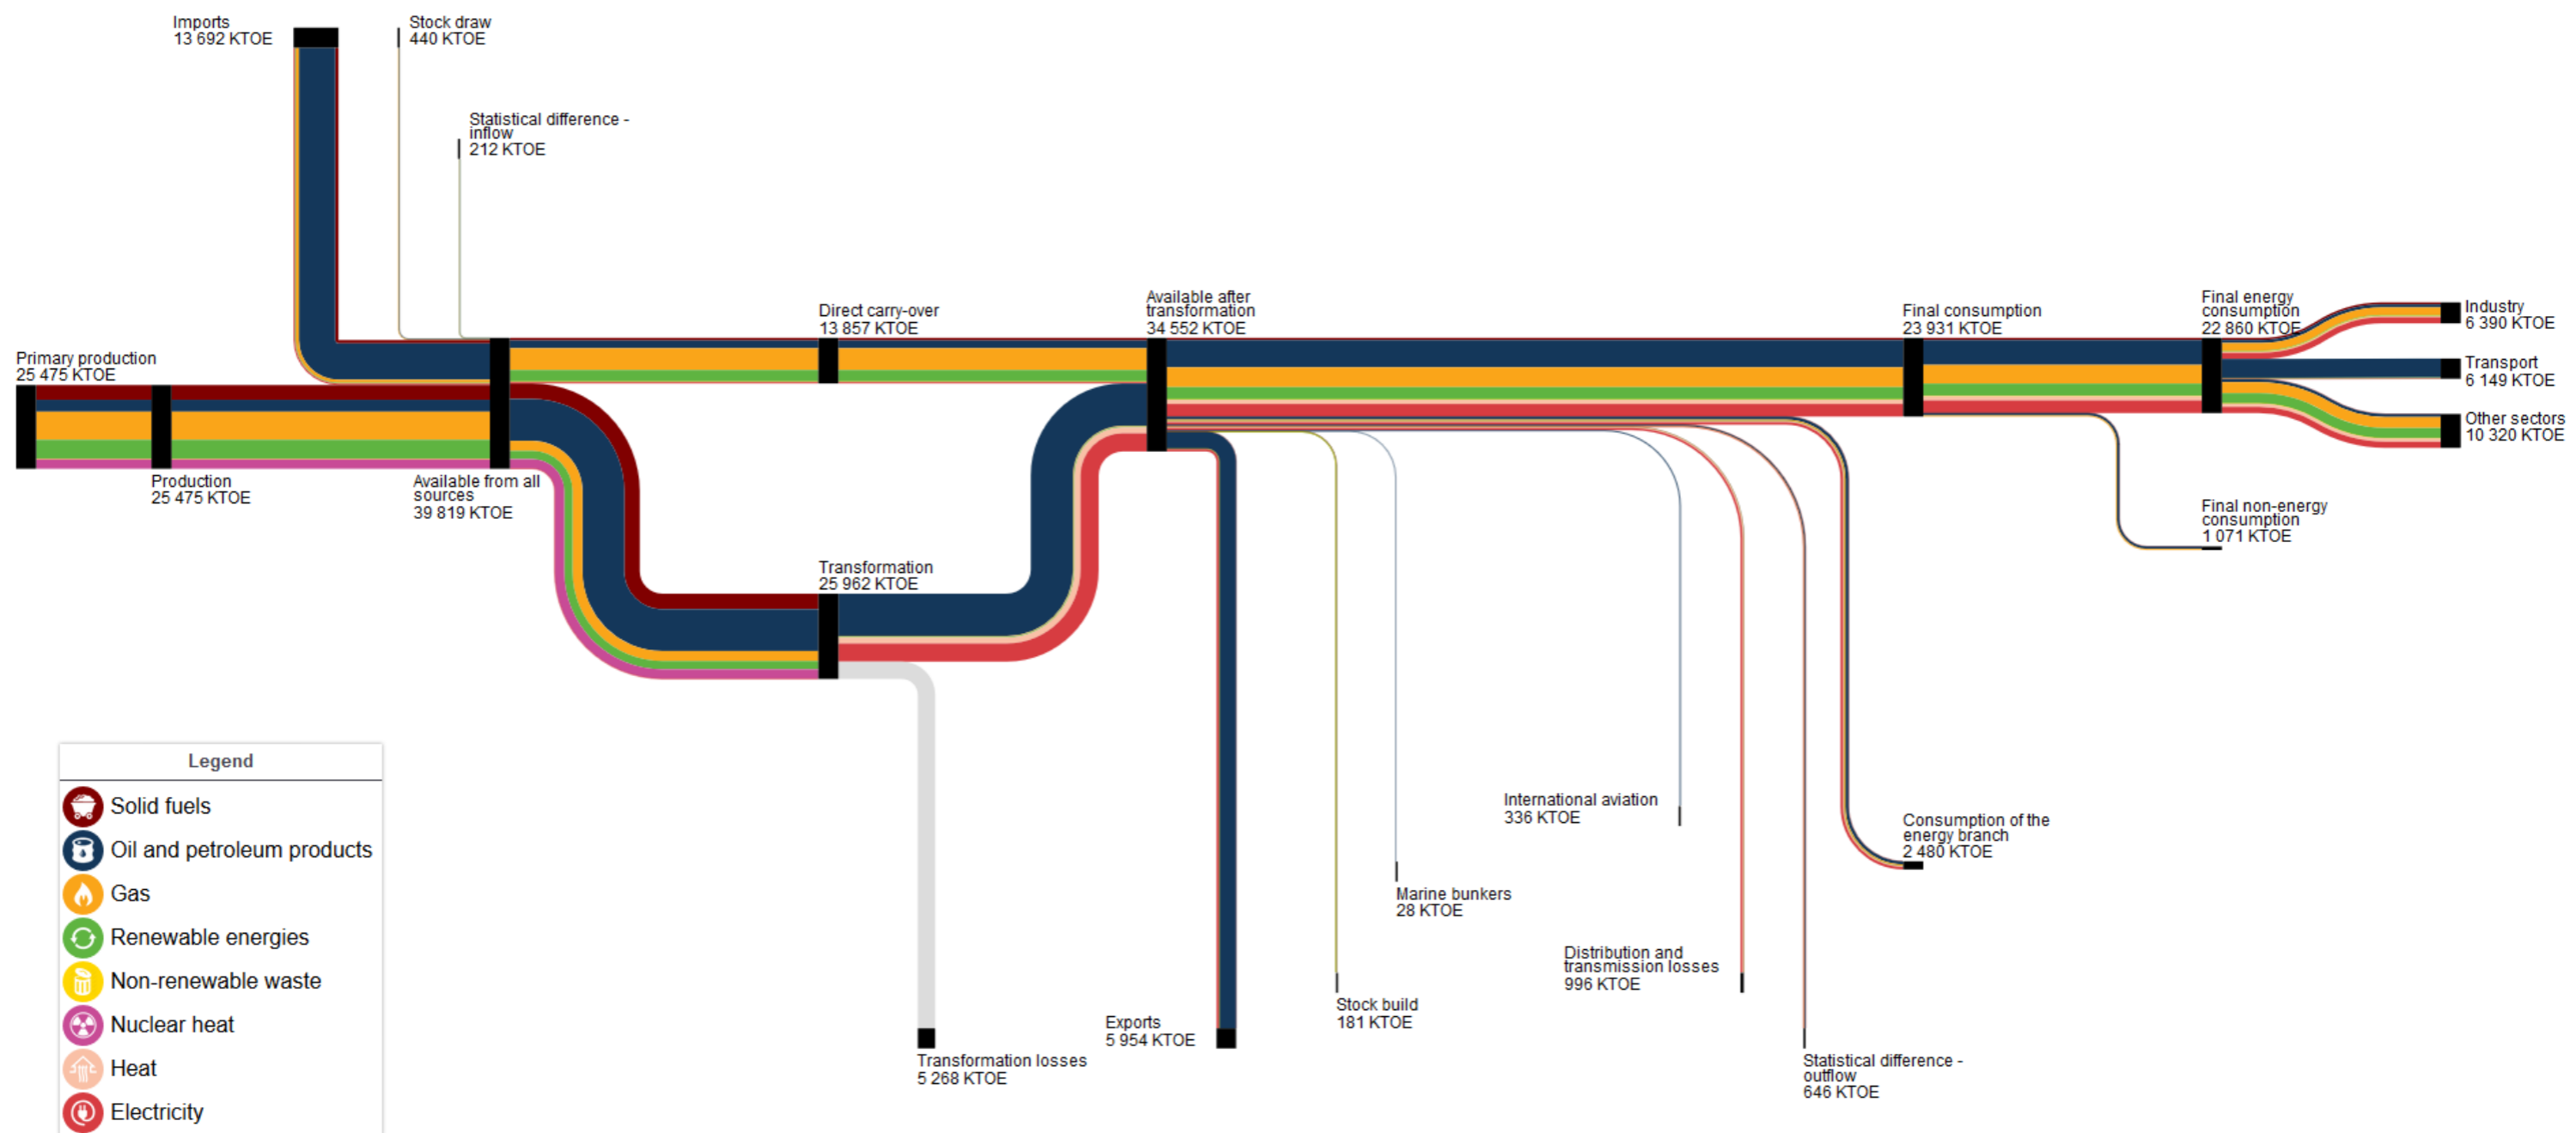 Imports
13 692 KTOE
Stock draw
440 KTOE
Statistical difference -
inflow
212 KTOE
Primary production
25 475 KTOE
Production
25 475 KTOE
Available from all
sources
39 819 KTOE
Direct carry-over
13 857 KTOE
Transformation
25 962 KTOE
Available after
transformation
34 552 KTOE
Final consumption
23 931 KTOE
Final energy
consumption
22 860 KTOE
Industry
6 390 KTOE
Transport
6 149 KTOE
Other sectors
10 320 KTOE
Final non-energy
consumption
1 071 KTOE
International aviation
336 KTOE
Consumption of the
energy branch
2 480 KTOE
Marine bunkers
28 KTOE
Distribution and
transmission losses
996 KTOE
Stock build
181 KTOE
Exports
5 954 KTOE
Transformation losses
5 268 KTOE
Statistical difference -
outflow
646 KTOE
Legend
Solid fuels
Oil and petroleum products
Gas
Renewable energies
Non-renewable waste
Nuclear heat
Heat
Electricity